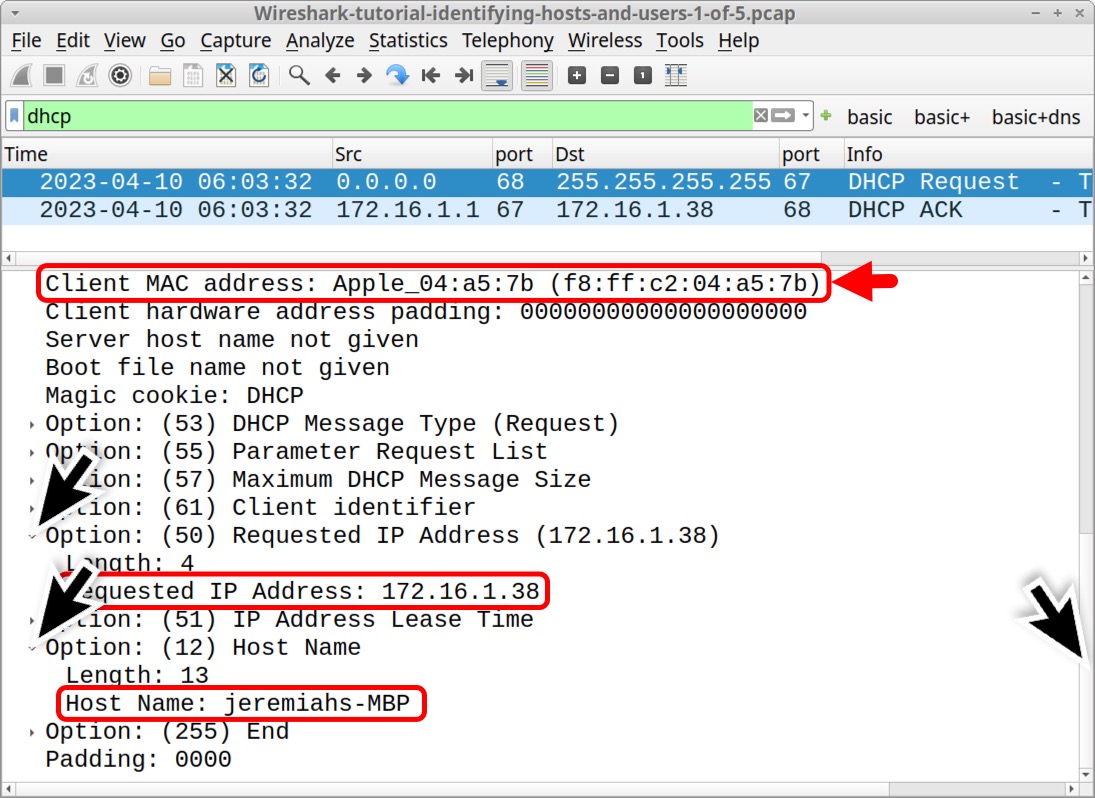 Wireshark-tutorial-identifying-hosts-and-users-1-of-5.pcap
File Edit View Go Capture Analyze Statistics Telephony Wireless Tools Help
dhcp basic basic+ basic+dns
Time Src port Dst port Info
2023-04-10 06:03:32 0.0.0.0 68 255.255.255.255 67 DHCP Request - T
2023-04-10 06:03:32 172.16.1.1 67 172.16.1.38 68 DHCP ACK - T
Client MAC address: Apple_04:a5:7b (f8:ff:c2:04:a5:7b)
Client hardware address padding: 00000000000000000000
Server host name not given
Boot file name not given
Magic cookie: DHCP
Option: (53) DHCP Message Type (Request)
Option: (55) Parameter Request List
Option: (57) Maximum DHCP Message Size
Option: (61) Client identifier
Option: (50) Requested IP Address (172.16.1.38)
Length: 4
Requested IP Address: 172.16.1.38
Option: (51) IP Address Lease Time
Option: (12) Host Name
Length: 13
Host Name: jeremiahs-MBP
Option: (255) End
Padding: 0000